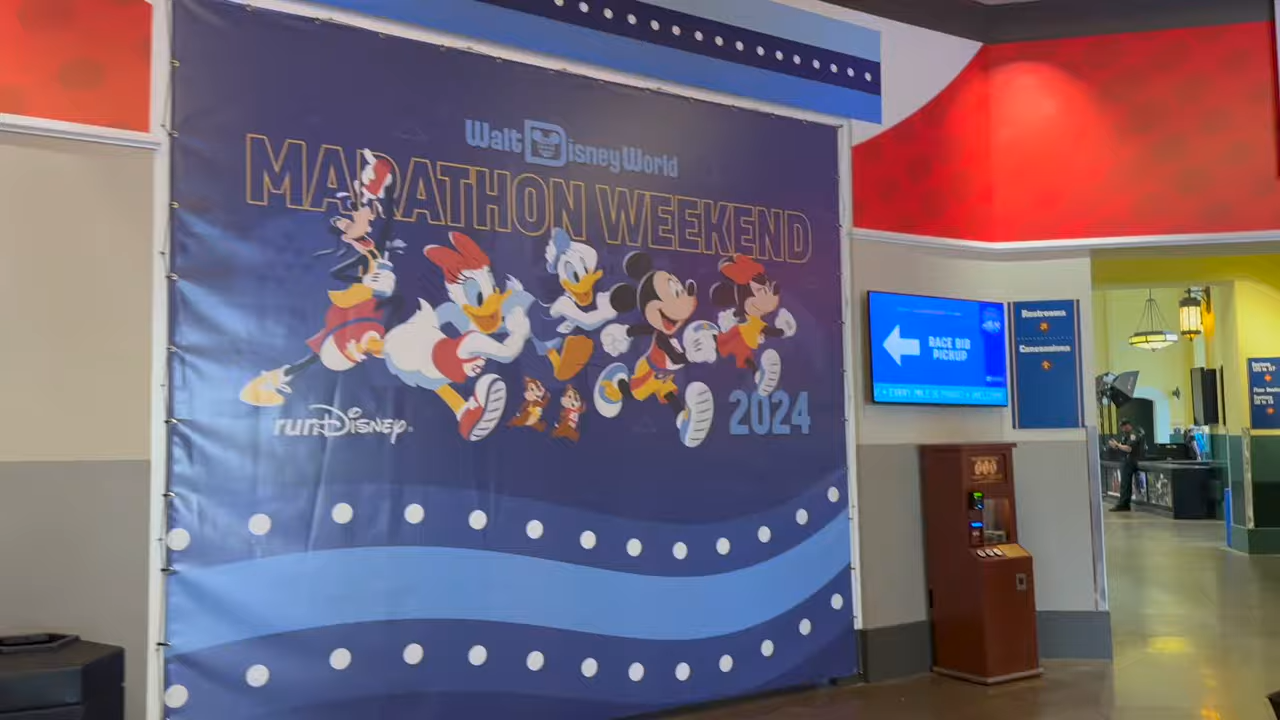 Walt Disney World
MARATHON WEEKEND
2024
runDisney®
RACE BIB
PICKUP
Restrooms
Concessions